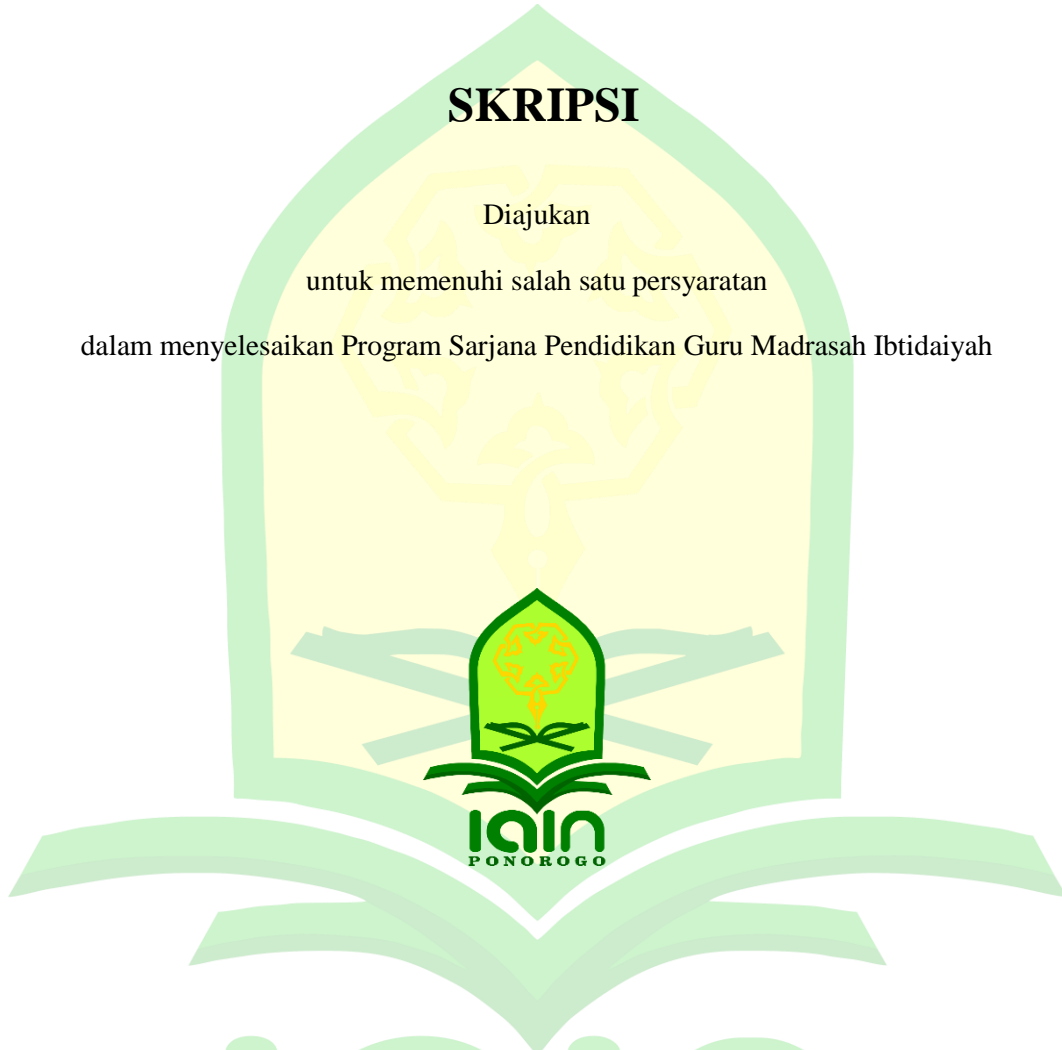 SKRIPSI
Diajukan
untuk memenuhi salah satu persyaratan
dalam menyelesaikan Program Sarjana Pendidikan Guru Madrasah Ibtidaiyah
iain
PONOROGO